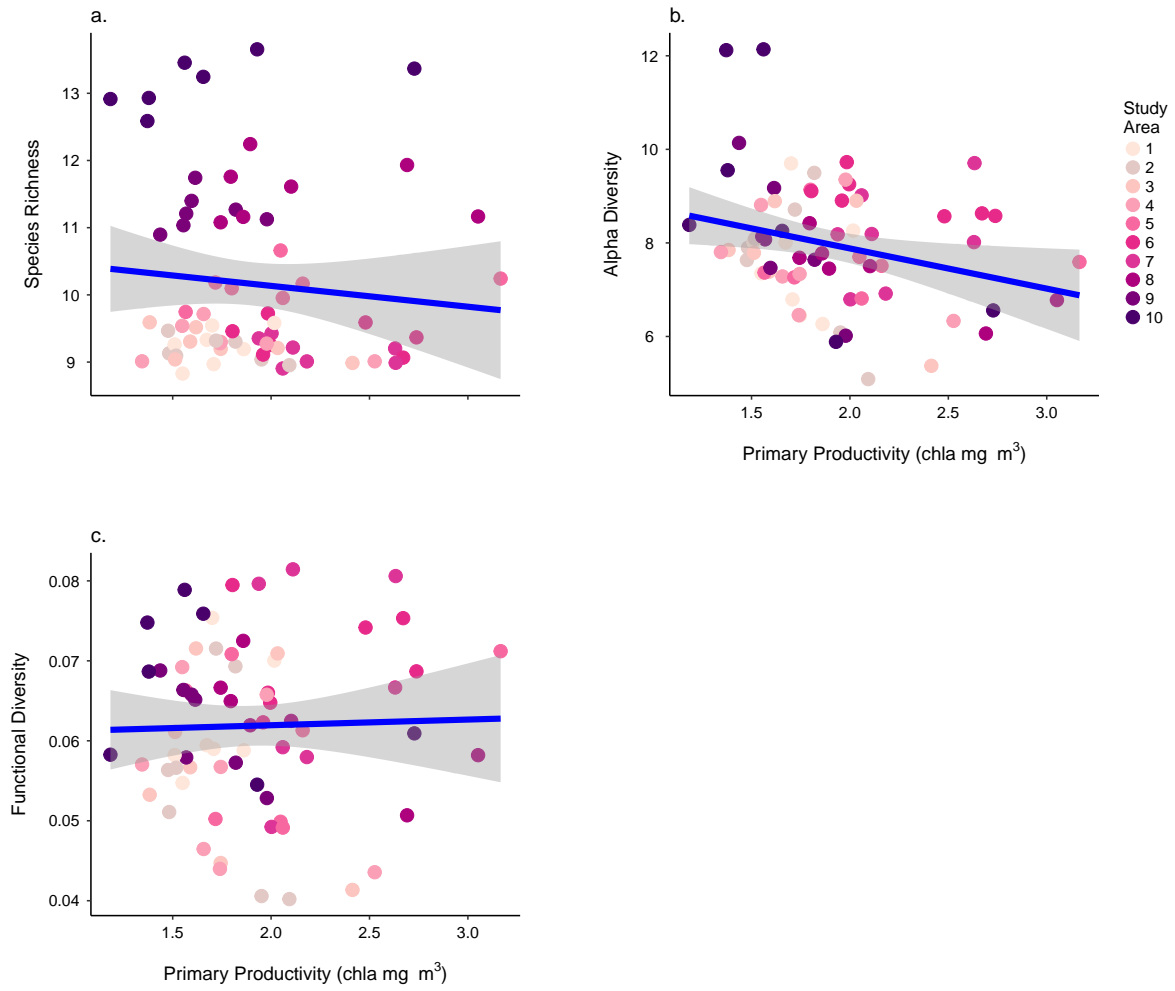 a.
13
12
11
10
9
Species Richness
b.
12
10
8
6
Alpha Diversity
1.5 2.0 2.5 3.0
Primary Productivity (chla mg m³)
Study
Area
1
2
3
4
5
6
7
8
9
10
c.
0.08
0.07
0.06
0.05
0.04
Functional Diversity
1.5 2.0 2.5 3.0
Primary Productivity (chla mg m³)